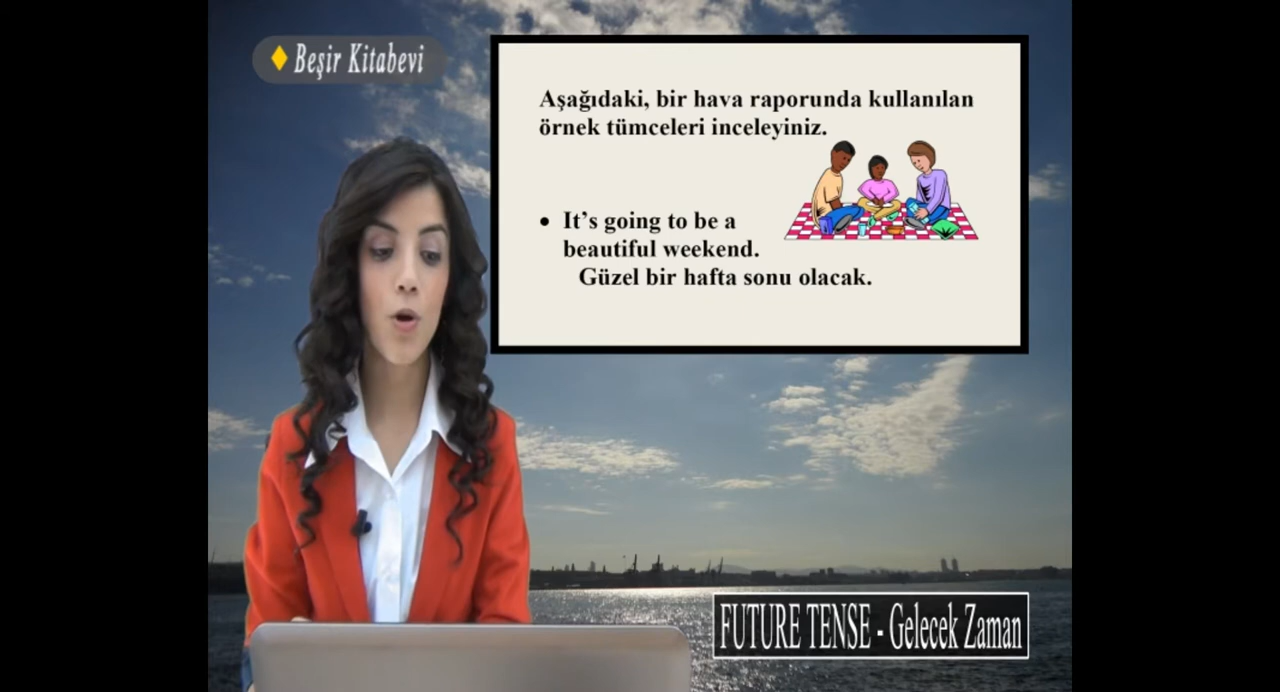 Beşir Kitabevi
Aşağıdaki, bir hava raporunda kullanılan
örnek tümceleri inceleyiniz.
• It's going to be a
beautiful weekend.
Güzel bir hafta sonu olacak.
FUTURE TENSE - Gelecek Zaman